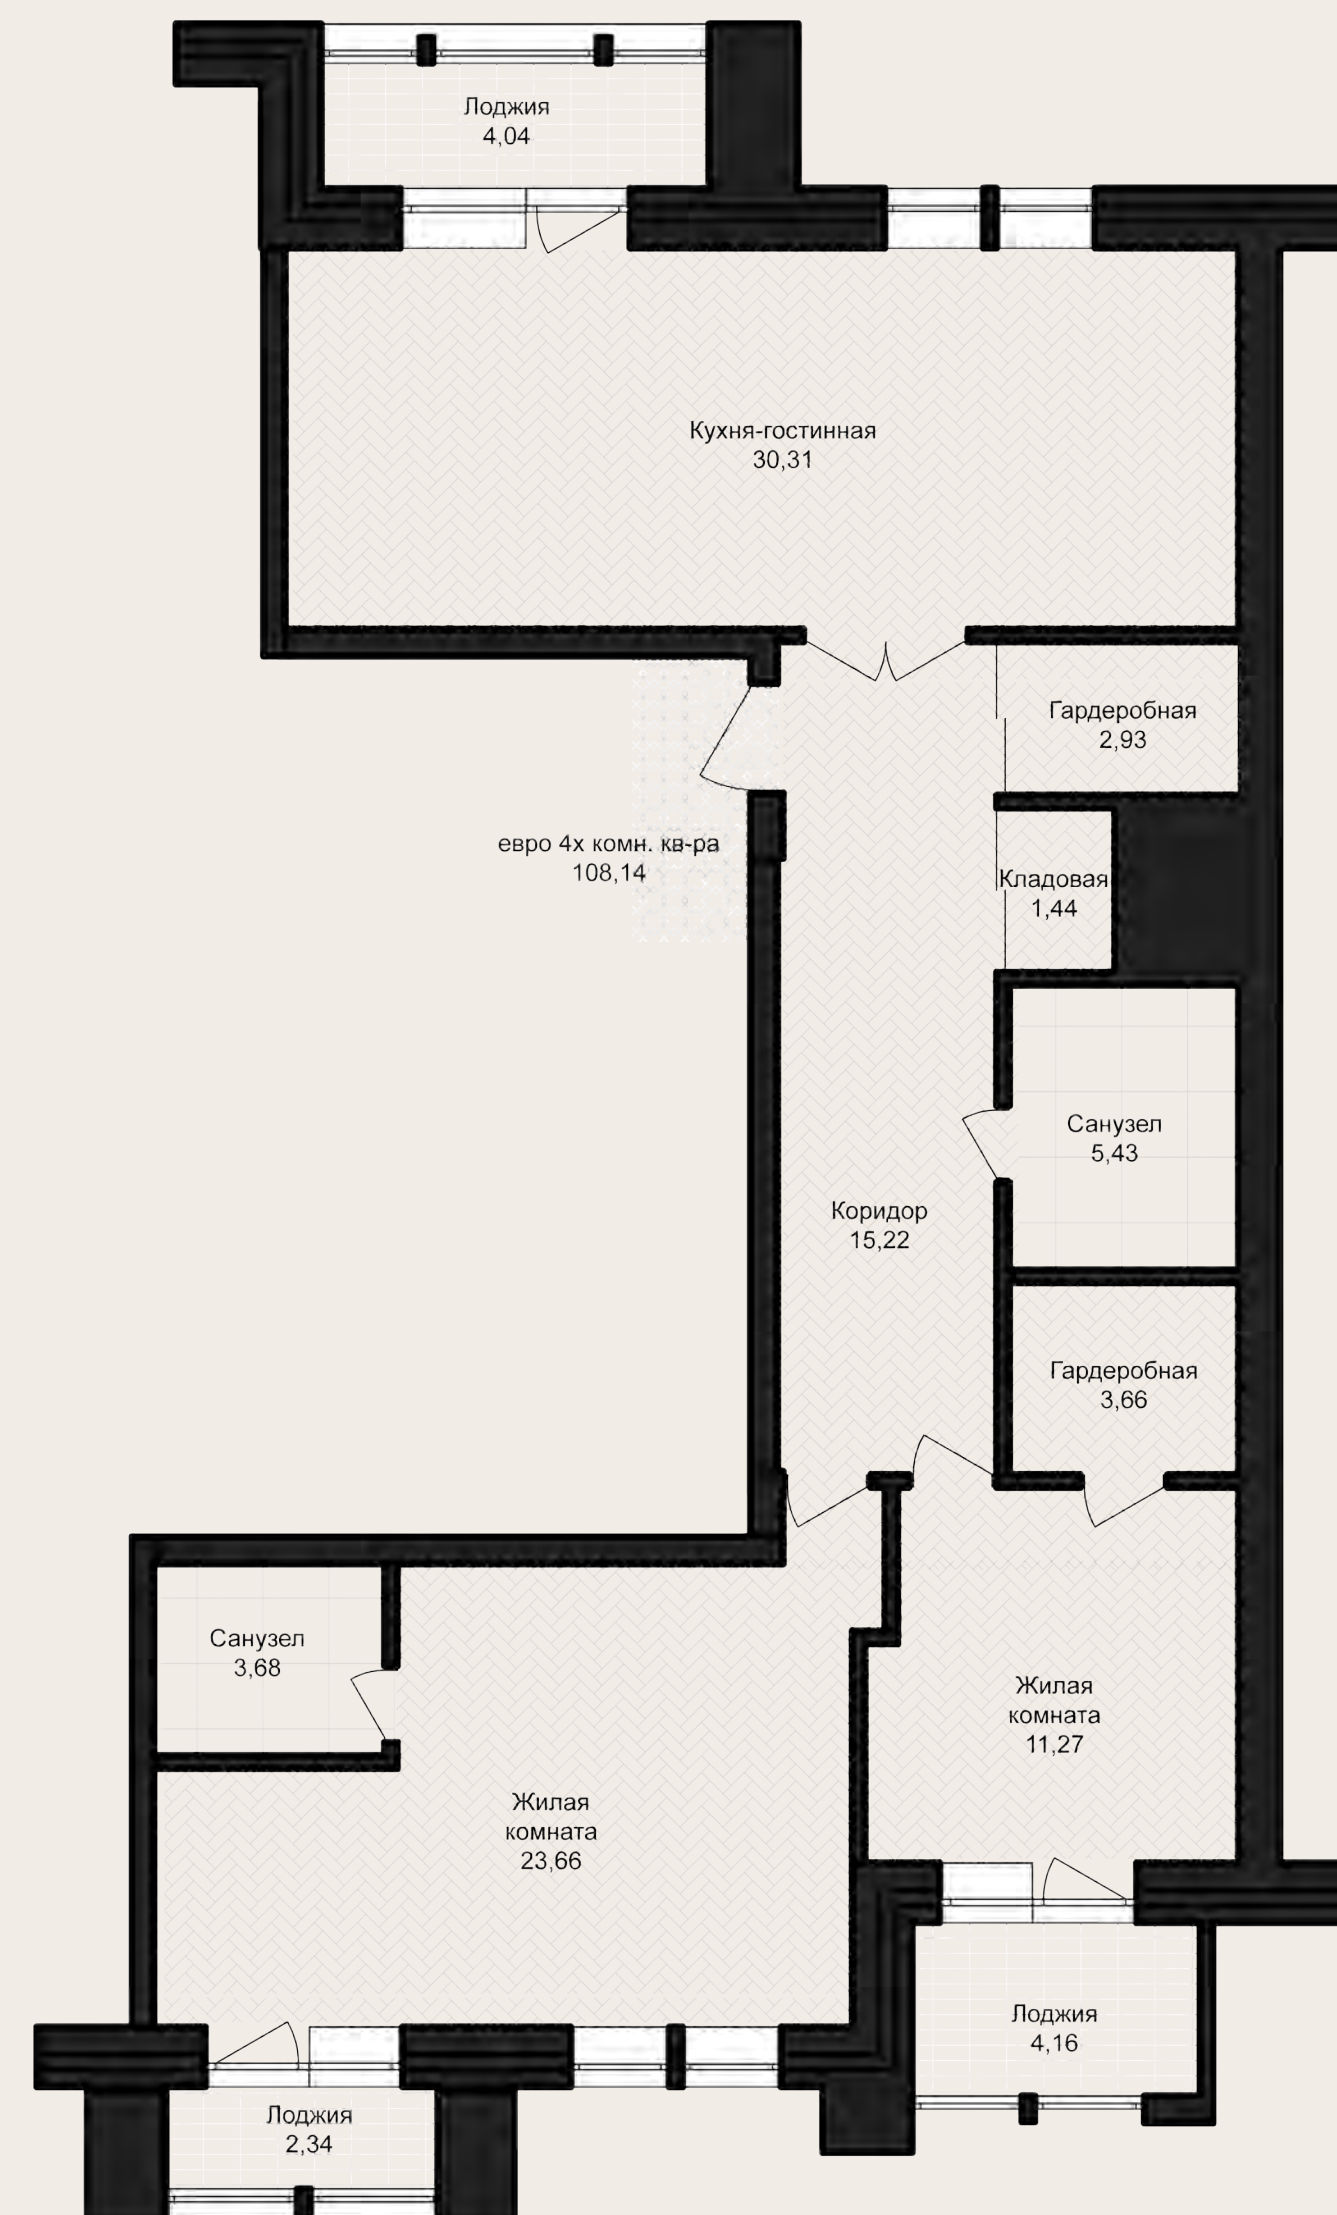 Лоджия
4,04
Кухня-гостинная
30,31
Гардеробная
2,93
евро 4х комн. кв-ра
108,14
Кладовая
1,44
Санузел
5,43
Коридор
15,22
Гардеробная
3,66
Санузел
3,68
Жилая
комната
11,27
Жилая
комната
23,66
Лоджия
4,16
Лоджия
2,34